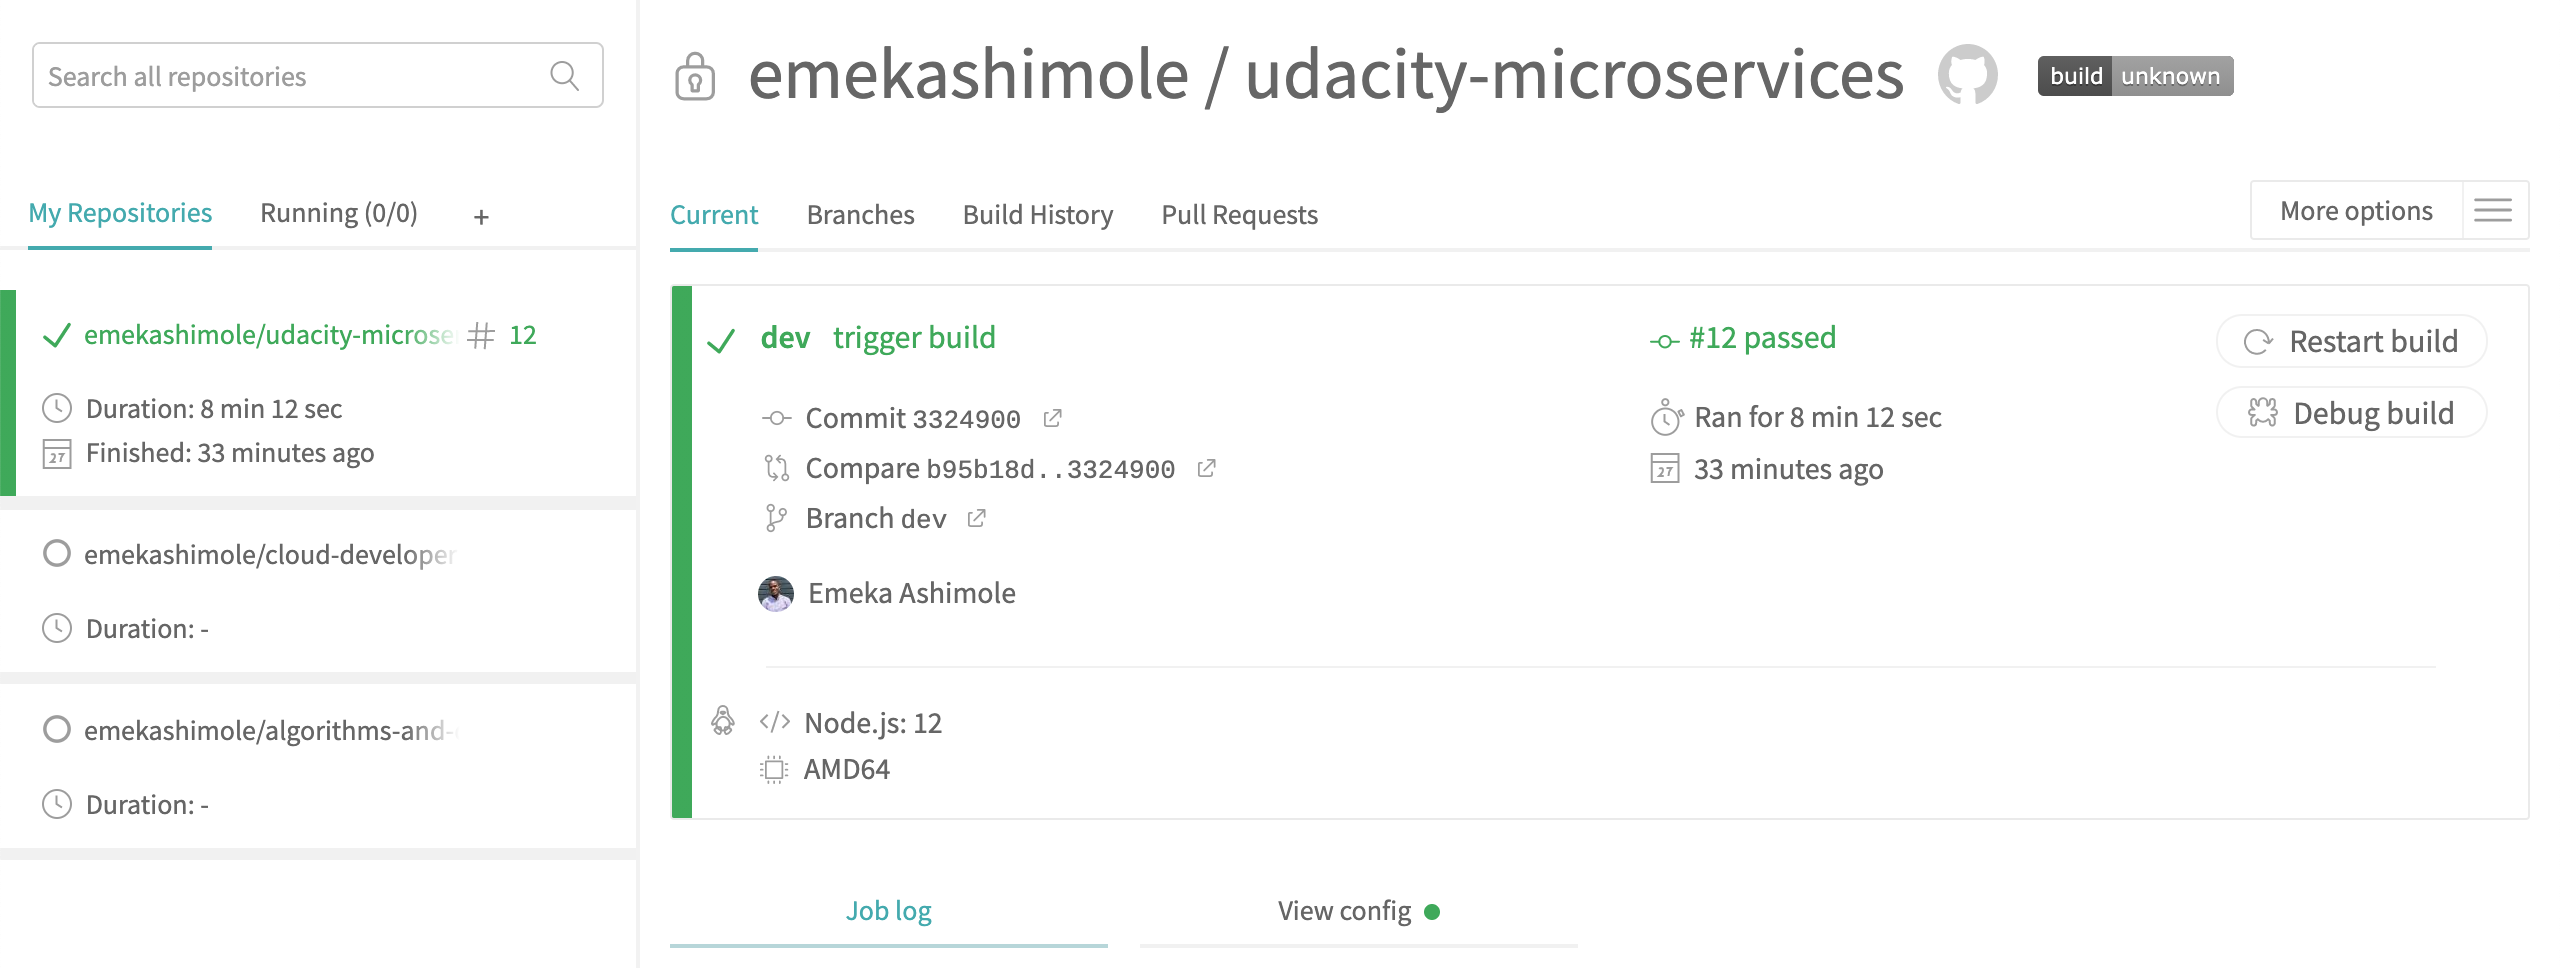 Search all repositories
My Repositories
Running (0/0)
+
emekashimole/udacity-microse # 12
Duration: 8 min 12 sec
27 Finished: 33 minutes ago
emekashimole/cloud-developer
Duration: -
emekashimole/algorithms-and-
Duration: -
emekashimole / udacity-microservices build unknown
Current Branches Build History Pull Requests More options
dev trigger build
Commit 3324900
Compare b95b18d..3324900
Branch dev
Emeka Ashimole
#12 passed
Ran for 8 min 12 sec
27 33 minutes ago
Restart build
Debug build
</> Node.js: 12
AMD64
Job log View config